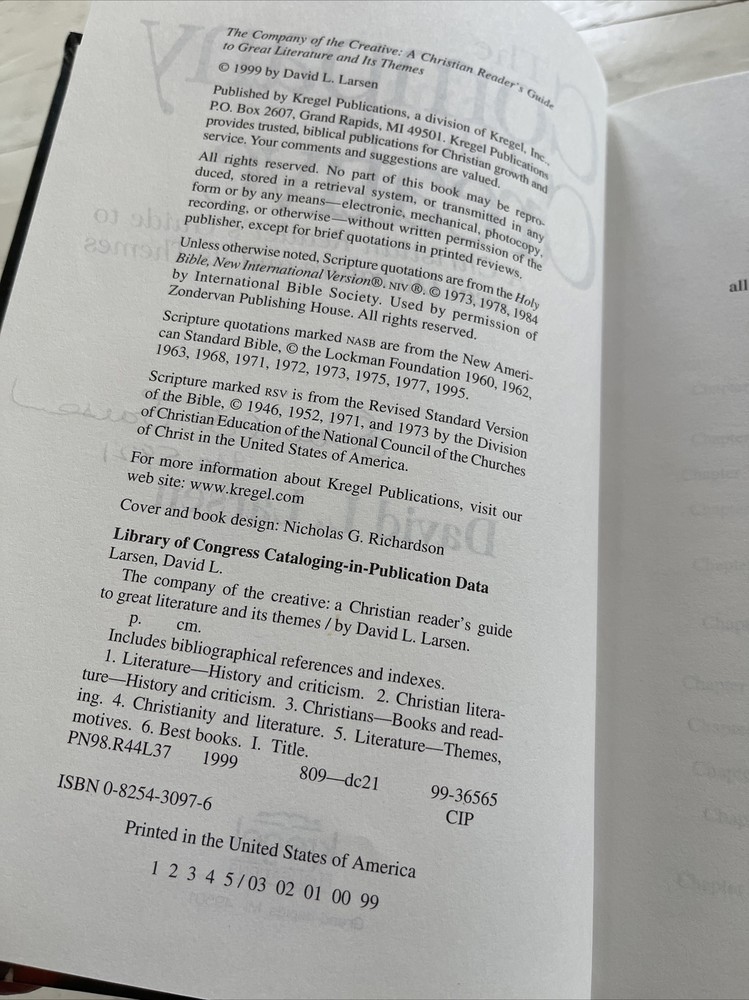 The Company of the Creative: A Christian Reader's Guide
to Great Literature and Its Themes
© 1999 by David L. Larsen
Published by Kregel Publications, a division of Kregel, Inc.,
P.O. Box 2607, Grand Rapids, MI 49501. Kregel Publications
provides trusted, biblical publications for Christian growth and
service. Your comments and suggestions are valued.
All rights reserved. No part of this book may be repro-
duced, stored in a retrieval system, or transmitted in any
form or by any means—electronic, mechanical, photocopy,
recording, or otherwise—without written permission of the
publisher, except for brief quotations in printed reviews.
Unless otherwise noted, Scripture quotations are from the Holy
Bible, New International Version®. NIV ®. © 1973, 1978, 1984
by International Bible Society. Used by permission of
Zondervan Publishing House. All rights reserved.
Scripture quotations marked NASB are from the New Ameri-
can Standard Bible, © the Lockman Foundation 1960, 1962,
1963, 1968, 1971, 1972, 1973, 1975, 1977, 1995.
Scripture marked RSV is from the Revised Standard Version
of the Bible, © 1946, 1952, 1971, and 1973 by the Division
of Christian Education of the National Council of the Churches
of Christ in the United States of America.
For more information about Kregel Publications, visit our
web site: www.kregel.com
Cover and book design: Nicholas G. Richardson
Library of Congress Cataloging-in-Publication Data
Larsen, David L.
The company of the creative: a Christian reader's guide
to great literature and its themes / by David L. Larsen.
p. cm.
Includes bibliographical references and indexes.
1. Literature—History and criticism. 2. Christian litera-
ture—History and criticism. 3. Christians—Books and read-
ing. 4. Christianity and literature. 5. Literature—Themes,
motives. 6. Best books. I. Title.
PN98.R44L37 1999 809—dc21 99-36565
CIP
ISBN 0-8254-3097-6
Printed in the United States of America
1 2 3 4 5 / 03 02 01 00 99
all